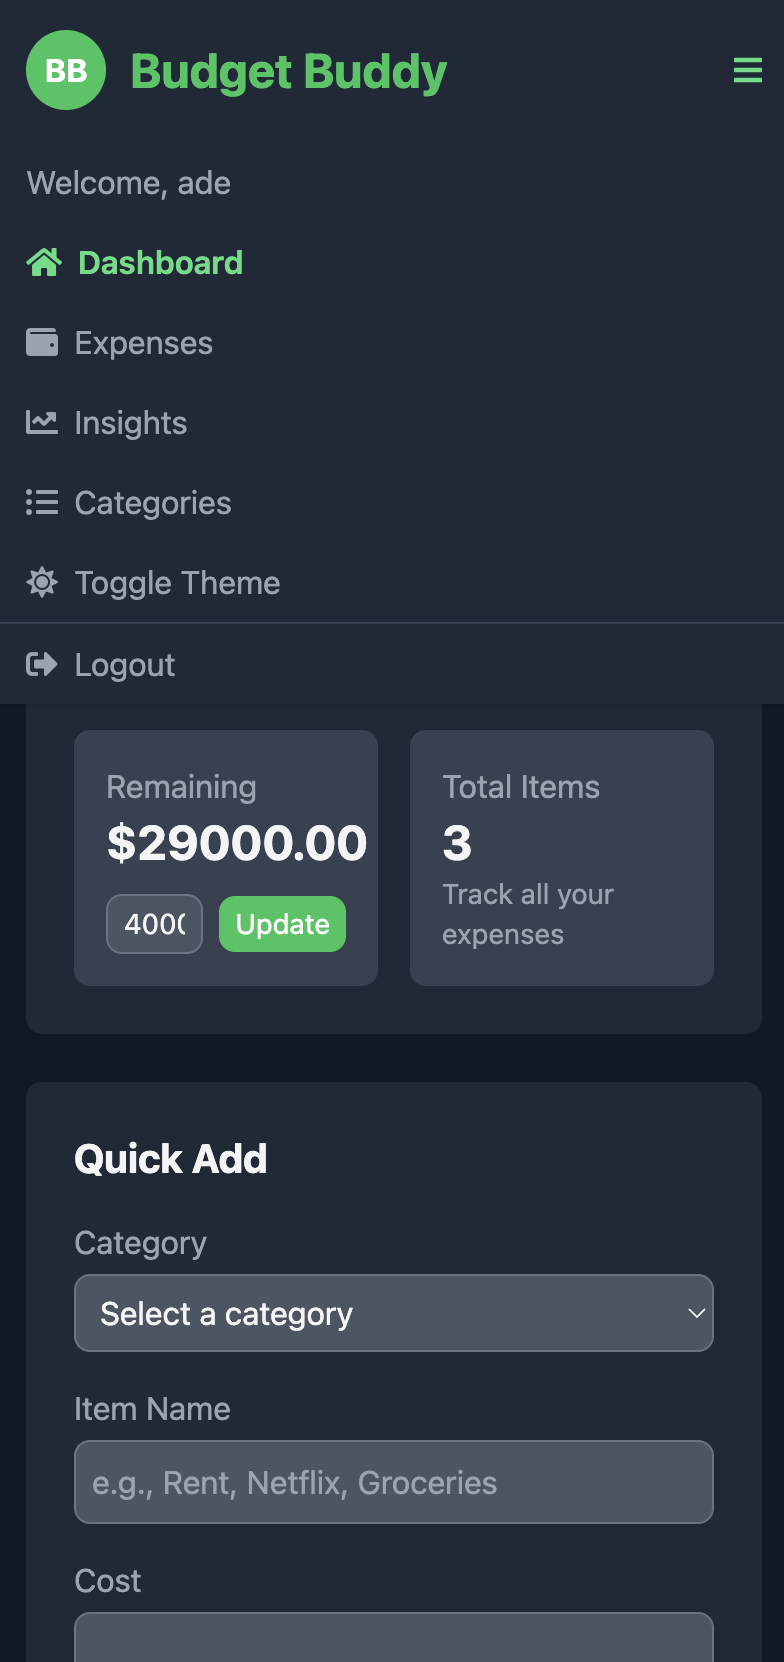 BB Budget Buddy
Welcome, ade
Dashboard
Expenses
Insights
Categories
Toggle Theme
Logout
Remaining
$29000.00
Update
Total Items
3
Track all your
expenses
Quick Add
Category
Select a category
Item Name
e.g., Rent, Netflix, Groceries
Cost